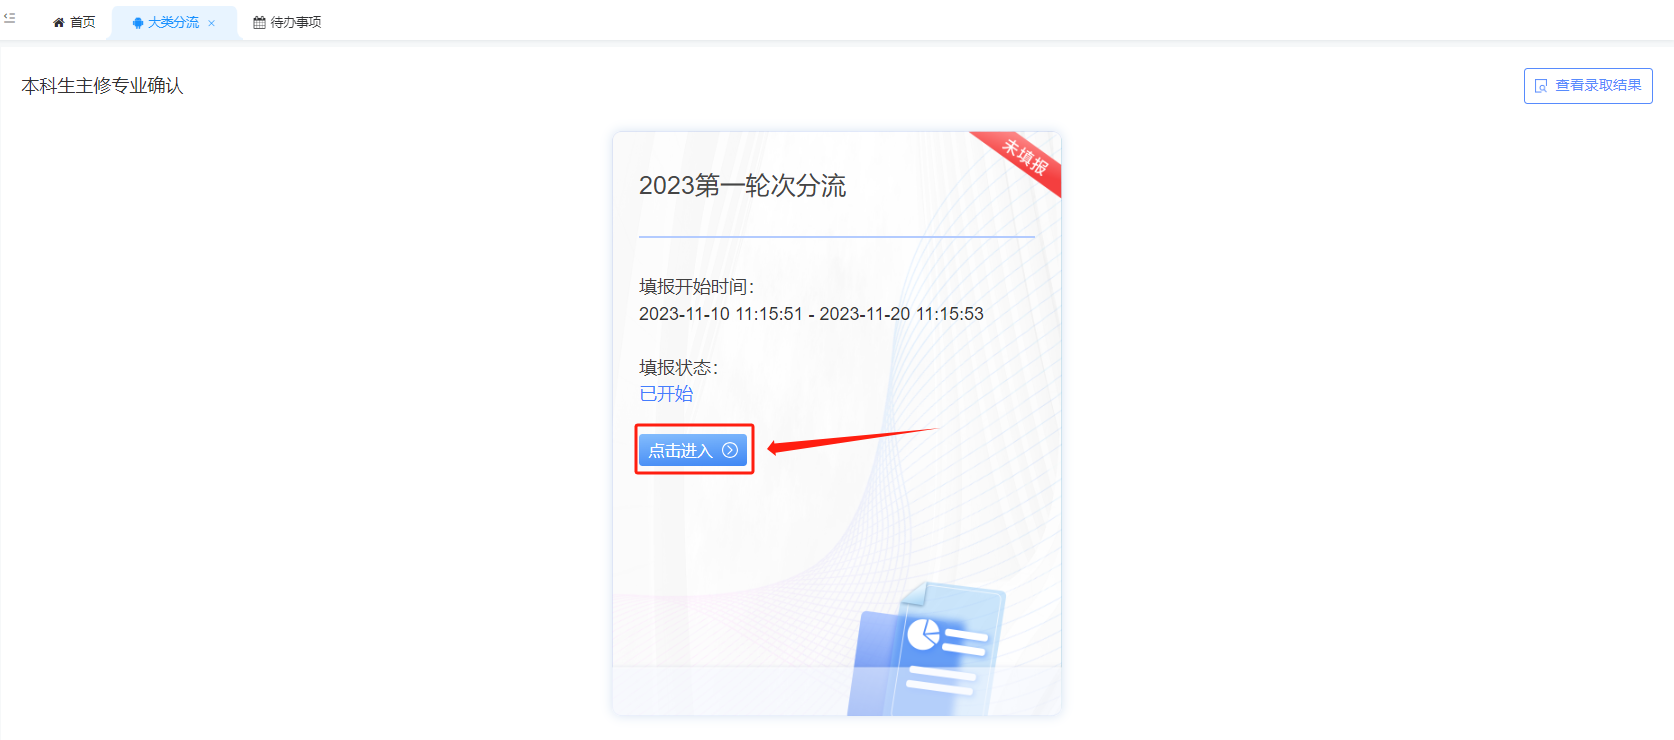 首页 大类分流 × 待办事项
本科生主修专业确认
查看录取结果
未填报
2023第一轮次分流
填报开始时间：
2023-11-10 11:15:51 - 2023-11-20 11:15:53
填报状态：
已开始
点击进入